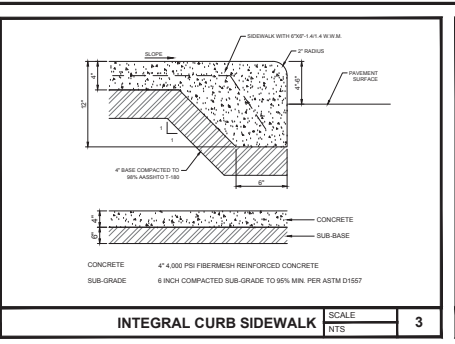 SIDEWALK WITH 6"X6"-1.4/1.4 W.W.M.
2" RADIUS
SLOPE
PAVEMENT
SURFACE
4"
12"
4"-6"
1
1
4" BASE COMPACTED TO
98% AASSHTO T-180
6"
4"
CONCRETE
6"
SUB-BASE
CONCRETE 4" 4,000 PSI FIBERMESH REINFORCED CONCRETE
SUB-GRADE 6 INCH COMPACTED SUB-GRADE TO 95% MIN. PER ASTM D1557
INTEGRAL CURB SIDEWALK
SCALE
NTS
3